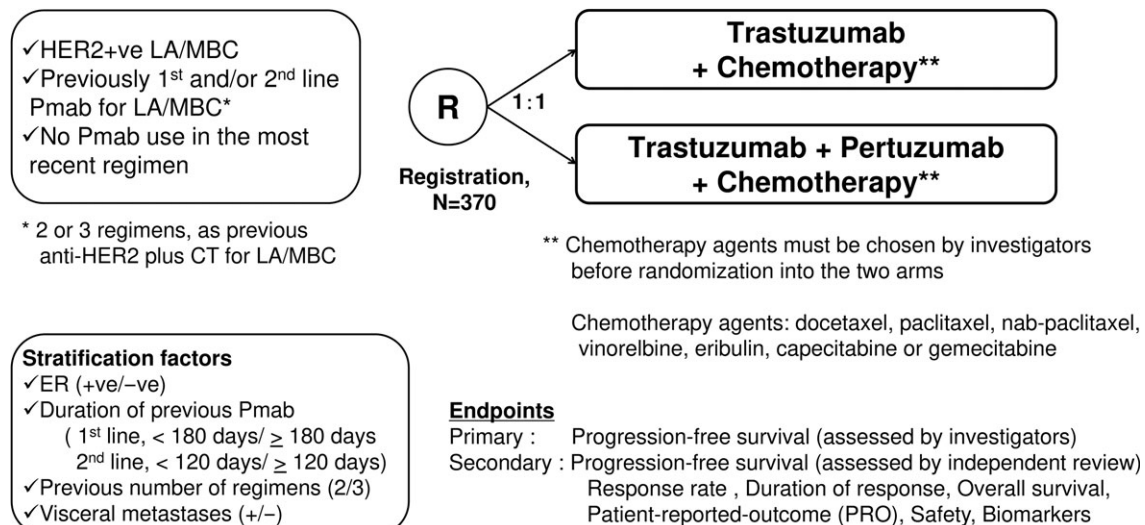 ✓HER2+ve LA/MBC
✓Previously 1st and/or 2nd line
Pmab for LA/MBC*
✓No Pmab use in the most
recent regimen
* 2 or 3 regimens, as previous
anti-HER2 plus CT for LA/MBC
R
1:1
Registration,
N=370
Trastuzumab
+ Chemotherapy**
Trastuzumab + Pertuzumab
+ Chemotherapy**
** Chemotherapy agents must be chosen by investigators
before randomization into the two arms
Chemotherapy agents: docetaxel, paclitaxel, nab-paclitaxel,
vinorelbine, eribulin, capecitabine or gemecitabine
Stratification factors
✓ER (+ve/−ve)
✓Duration of previous Pmab
( 1st line, < 180 days/ ≥ 180 days
2nd line, < 120 days/ ≥ 120 days)
✓Previous number of regimens (2/3)
✓Visceral metastases (+/−)
Endpoints
Primary : Progression-free survival (assessed by investigators)
Secondary : Progression-free survival (assessed by independent review)
Response rate , Duration of response, Overall survival,
Patient-reported-outcome (PRO), Safety, Biomarkers